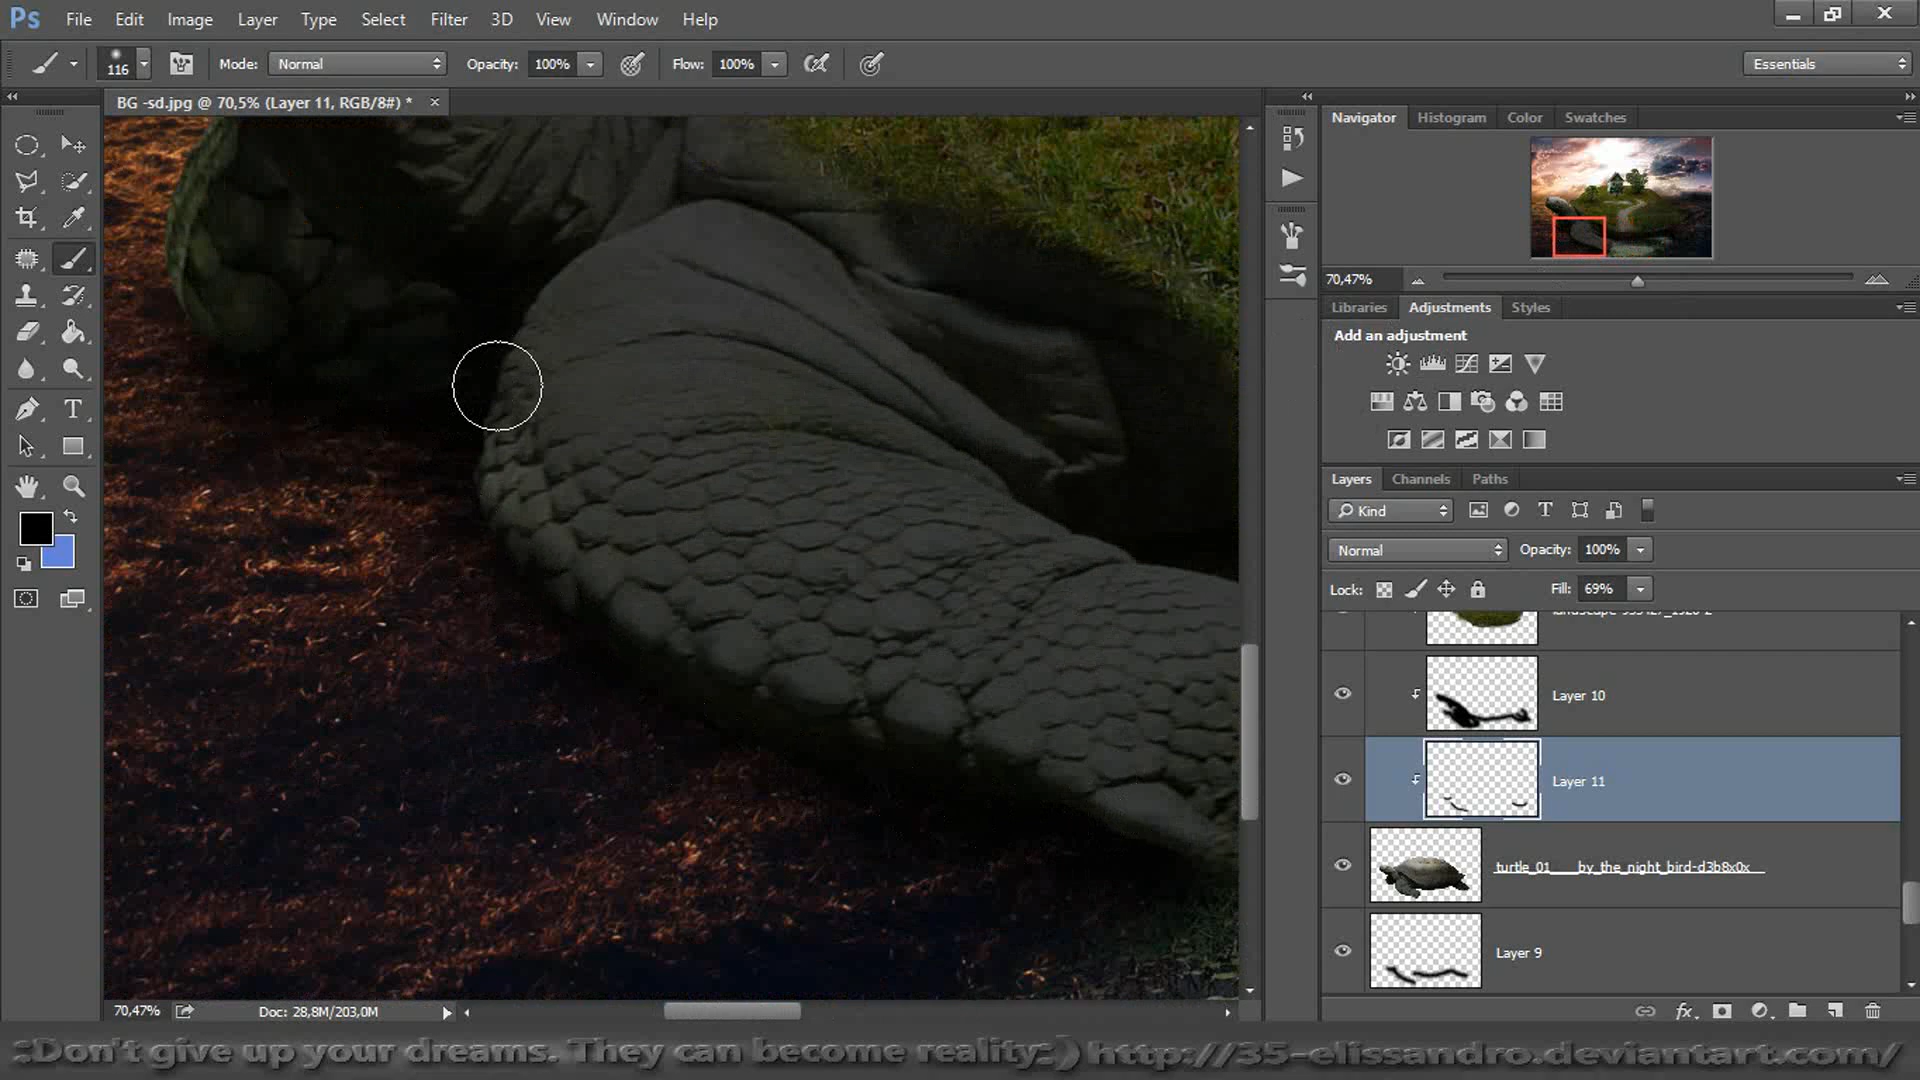 Ps File Edit Image Layer Type Select Filter 3D View Window Help
116 Mode: Normal Opacity: 100% Flow: 100% Essentials
BG -sd.jpg @ 70,5% (Layer 11, RGB/8#) *
Navigator Histogram Color Swatches
70,47%
Libraries Adjustments Styles
Add an adjustment
Layers Channels Paths
Kind
Normal Opacity: 100%
Lock: Fill: 69%
Layer 10
Layer 11
turtle_01___by_the_night_bird-d3b8x0x
Layer 9
70,47% Doc: 28,8M/203,0M
:Don't give up your dreams. They can become reality:) http://35-elissandro.deviantart.com/